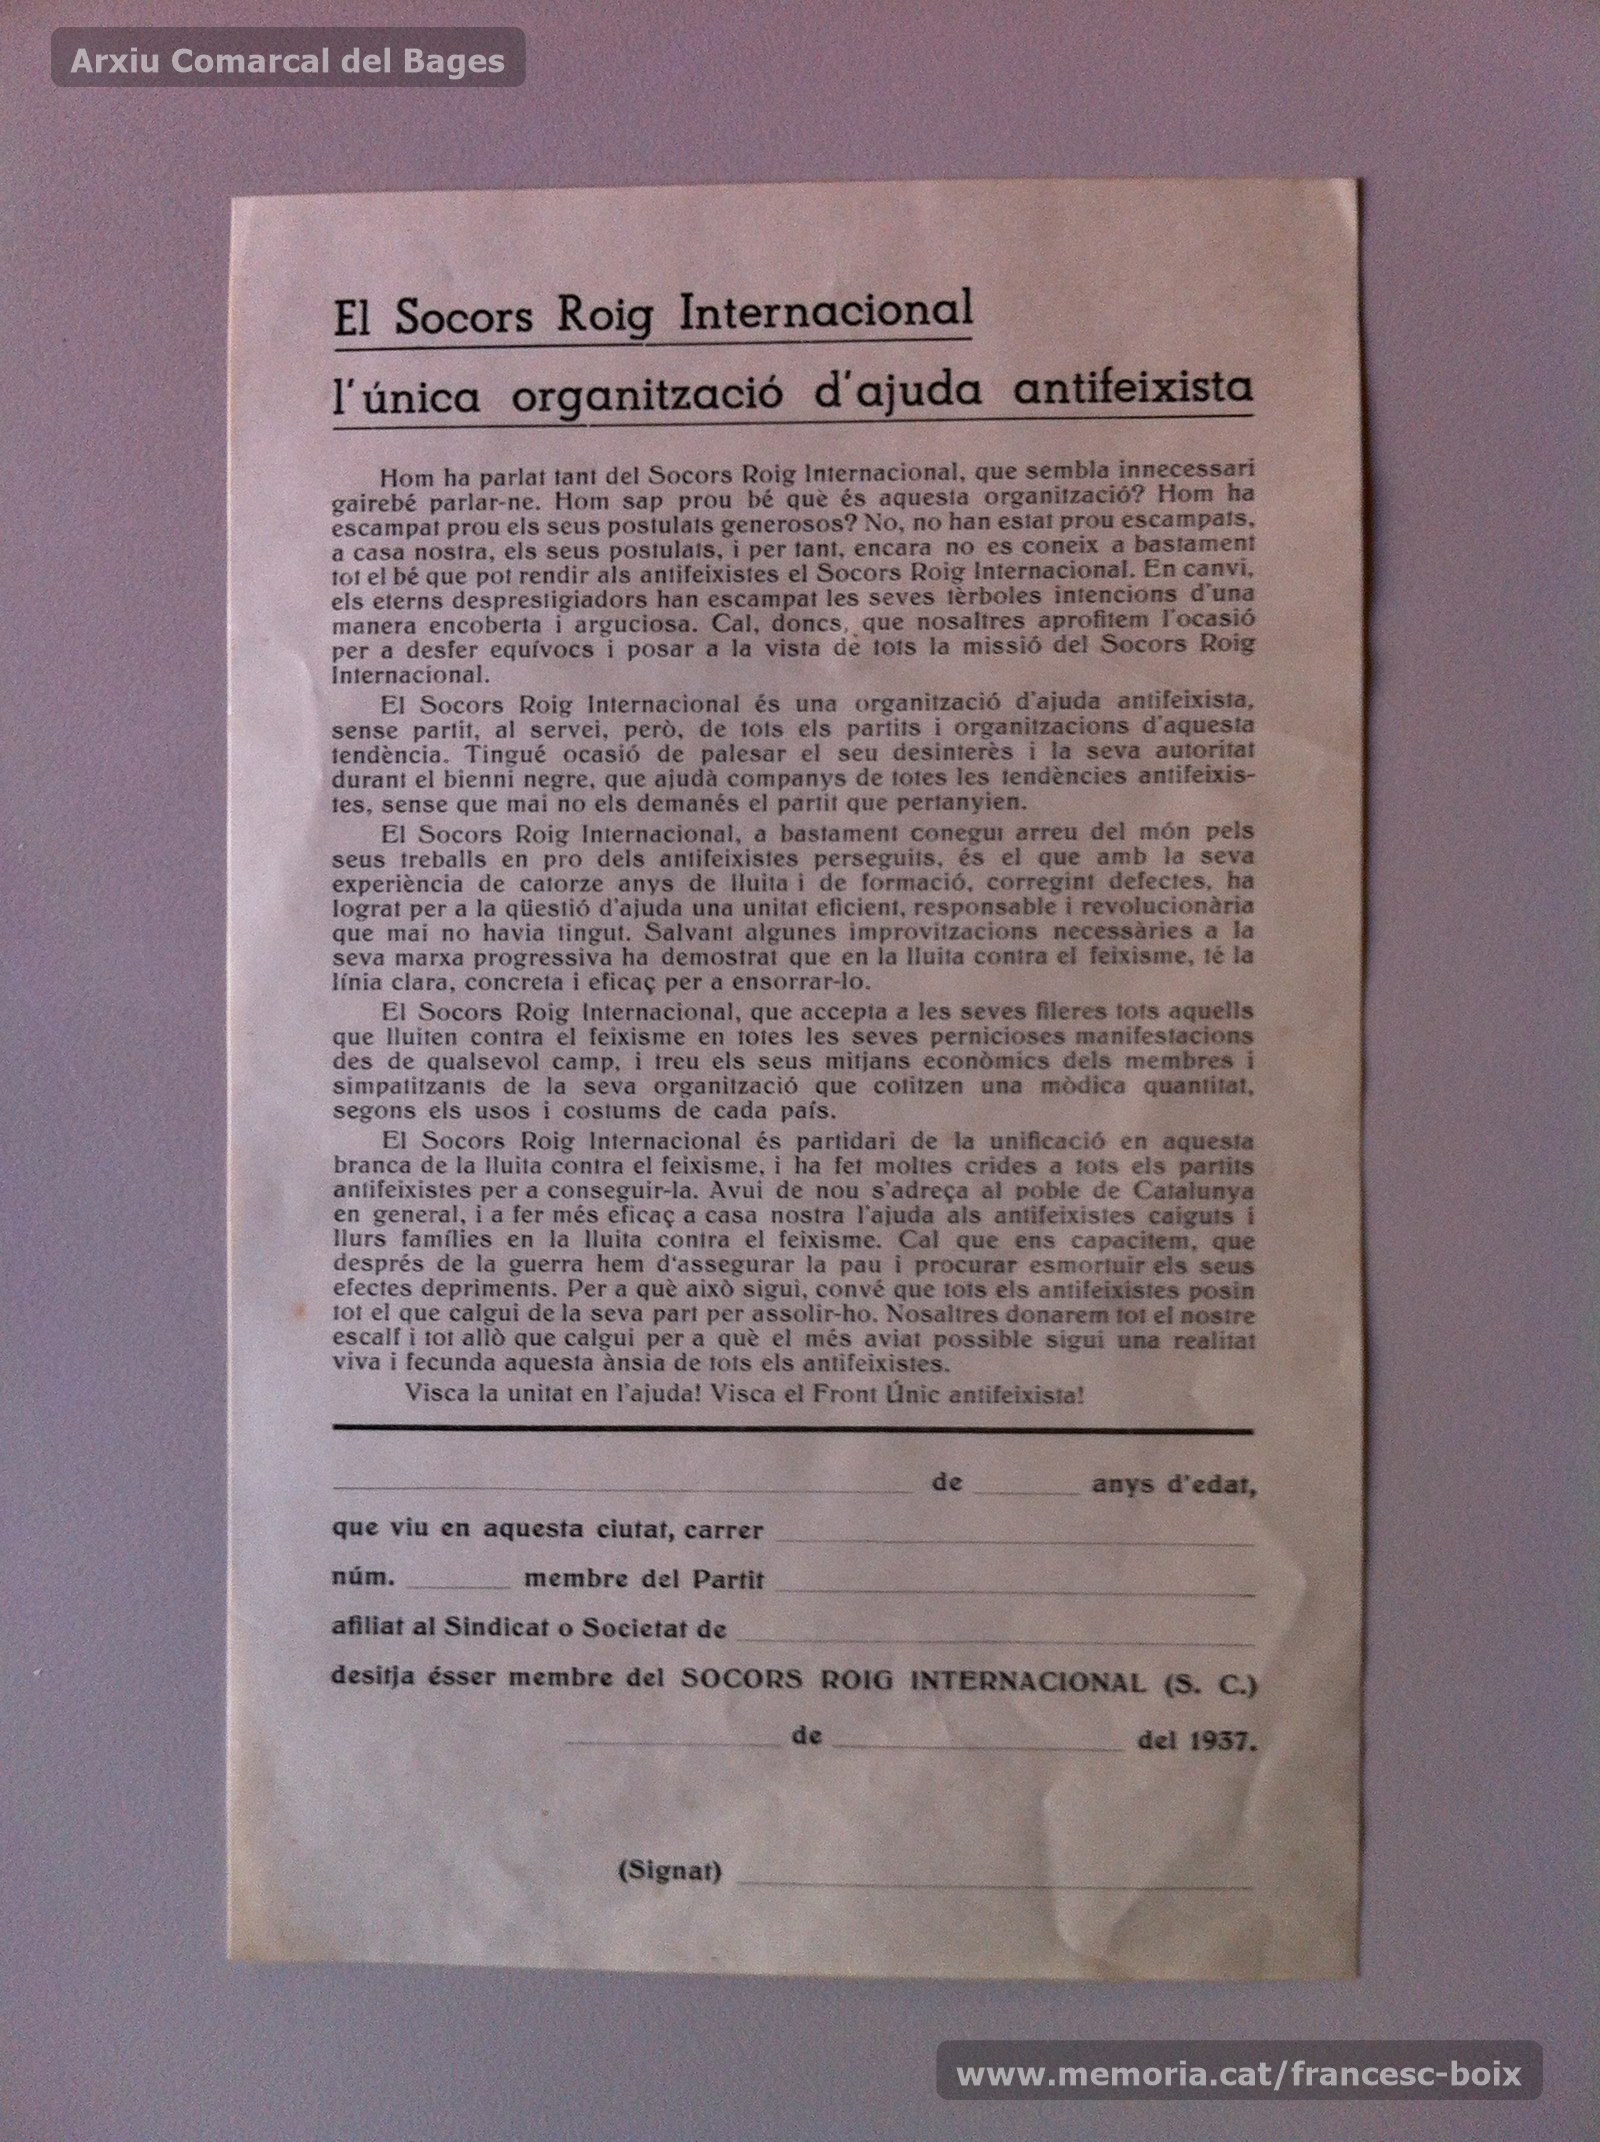 Arxiu Comarcal del Bages
El Socors Roig Internacional
l'única organització d'ajuda antifeixista
Hom ha parlat tant del Socors Roig Internacional, que sembla innecessari
gairebé parlar-ne. Hom sap prou bé què és aquesta organització? Hom ha
escampat prou els seus postulats generosos? No, no han estat prou escampats,
a casa nostra, els seus postulats, i per tant, encara no es coneix a bastament
tot el bé que pot rendir als antifeixistes el Socors Roig Internacional. En canvi,
els eterns desprestigiadors han escampat les seves tèrboles intencions d'una
manera encoberta i arguciosa. Cal, doncs, que nosaltres aprofitem l'ocasió
per a desfer equívocs i posar a la vista de tots la missió del Socors Roig
Internacional.
El Socors Roig Internacional és una organització d'ajuda antifeixista,
sense partit, al servei, però, de tots els partits i organitzacions d'aquesta
tendència. Tingué ocasió de palesar el seu desinterès i la seva autoritat
durant el bienni negre, que ajudà companys de totes les tendències antifeixis-
tes, sense que mai no els demanés el partit que pertanyien.
El Socors Roig Internacional, a bastament conegut arreu del món pels
seus treballs en pro dels antifeixistes perseguits, és el que amb la seva
experiència de catorze anys de lluita i de formació, corregint defectes, ha
lograt per a la qüestió d'ajuda una unitat eficient, responsable i revolucionària
que mai no havia tingut. Salvant algunes improvitzacions necessàries a la
seva marxa progressiva ha demostrat que en la lluita contra el feixisme, té la
línia clara, concreta i eficaç per a ensorrar-lo.
El Socors Roig Internacional, que accepta a les seves fileres tots aquells
que lluiten contra el feixisme en totes les seves pernicioses manifestacions
des de qualsevol camp, i treu els seus mitjans econòmics dels membres i
simpatitzants de la seva organització que cotitzen una mòdica quantitat,
segons els usos i costums de cada país.
El Socors Roig Internacional és partidari de la unificació en aquesta
branca de la lluita contra el feixisme, i ha fet moltes crides a tots els partits
antifeixistes per a conseguir-la. Avui de nou s'adreça al poble de Catalunya
en general, i a fer més eficaç a casa nostra l'ajuda als antifeixistes caiguts i
llurs famílies en la lluita contra el feixisme. Cal que ens capacitem, que
després de la guerra hem d'assegurar la pau i procurar esmortuir els seus
efectes depriments. Per a què això sigui, convé que tots els antifeixistes posin
tot el que calgui de la seva part per assolir-ho. Nosaltres donarem tot el nostre
escalf i tot allò que calgui per a què el més aviat possible sigui una realitat
viva i fecunda aquesta ànsia de tots els antifeixistes.
Visca la unitat en l'ajuda! Visca el Front Únic antifeixista!
de anys d'edat,
que viu en aquesta ciutat, carrer
núm. membre del Partit
afiliat al Sindicat o Societat de
desitja ésser membre del SOCORS ROIG INTERNACIONAL (S. C.)
de del 1937.
(Signat)
www.memoria.cat/francesc-boix